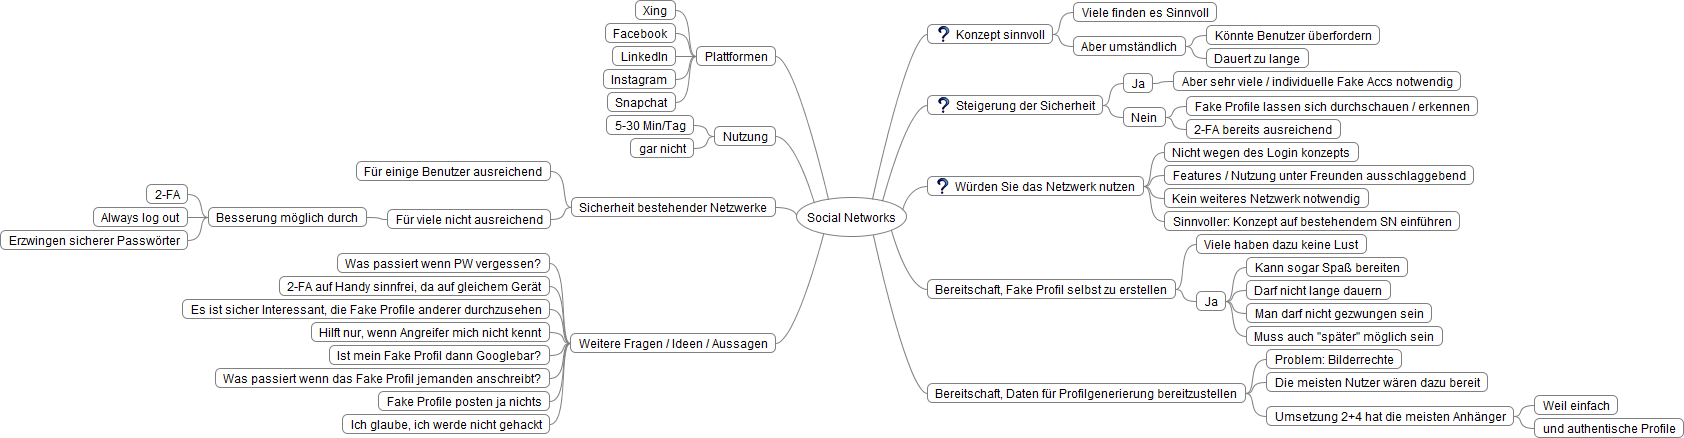 Social Networks
Plattformen
Xing
Facebook
LinkedIn
Instagram
Snapchat
Nutzung
5-30 Min/Tag
gar nicht
Sicherheit bestehender Netzwerke
Für einige Benutzer ausreichend
Für viele nicht ausreichend
Besserung möglich durch
2-FA
Always log out
Erzwingen sicherer Passwörter
Weitere Fragen / Ideen / Aussagen
Was passiert wenn PW vergessen?
2-FA auf Handy sinnfrei, da auf gleichem Gerät
Es ist sicher Interessant, die Fake Profile anderer durchzusehen
Hilft nur, wenn Angreifer mich nicht kennt
Ist mein Fake Profil dann Googlebar?
Was passiert wenn das Fake Profil jemanden anschreibt?
Fake Profile posten ja nichts
Ich glaube, ich werde nicht gehackt
? Konzept sinnvoll
Viele finden es Sinnvoll
Aber umständlich
Könnte Benutzer überfordern
Dauert zu lange
? Steigerung der Sicherheit
Ja
Aber sehr viele / individuelle Fake Accs notwendig
Nein
Fake Profile lassen sich durchschauen / erkennen
2-FA bereits ausreichend
? Würden Sie das Netzwerk nutzen
Nicht wegen des Login konzepts
Features / Nutzung unter Freunden ausschlaggebend
Kein weiteres Netzwerk notwendig
Sinnvoller: Konzept auf bestehendem SN einführen
Bereitschaft, Fake Profil selbst zu erstellen
Viele haben dazu keine Lust
Ja
Kann sogar Spaß bereiten
Darf nicht lange dauern
Man darf nicht gezwungen sein
Muss auch "später" möglich sein
Bereitschaft, Daten für Profilgenerierung bereitzustellen
Problem: Bilderrechte
Die meisten Nutzer wären dazu bereit
Umsetzung 2+4 hat die meisten Anhänger
Weil einfach
und authentische Profile